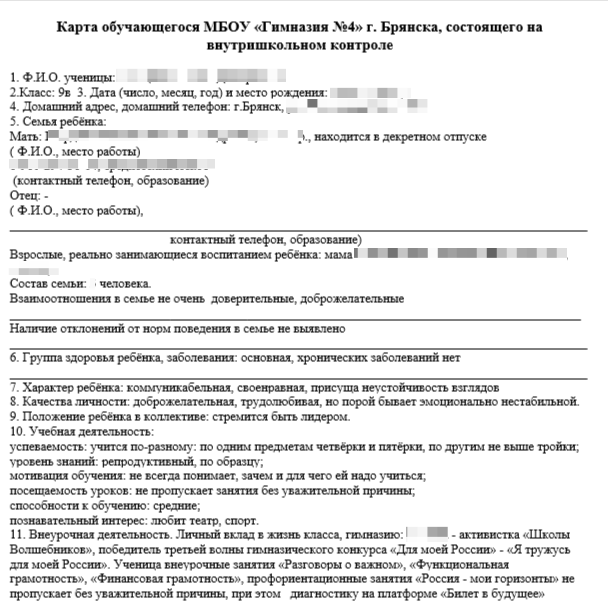 Карта обучающегося МБОУ «Гимназия №4» г. Брянска, состоящего на
внутришкольном контроле
1. Ф.И.О. ученицы:
2.Класс: 9в 3. Дата (число, месяц, год) и место рождения:
4. Домашний адрес, домашний телефон: г.Брянск,
5. Семья ребёнка:
Мать: р., находится в декретном отпуске
( Ф.И.О., место работы)
(контактный телефон, образование)
Отец: -
( Ф.И.О., место работы),
контактный телефон, образование)
Взрослые, реально занимающиеся воспитанием ребёнка: мама
Состав семьи: человека.
Взаимоотношения в семье не очень доверительные, доброжелательные
Наличие отклонений от норм поведения в семье не выявлено
6. Группа здоровья ребёнка, заболевания: основная, хронических заболеваний нет
7. Характер ребёнка: коммуникабельная, своенравная, присуща неустойчивость взглядов
8. Качества личности: доброжелательная, трудолюбивая, но порой бывает эмоционально нестабильной.
9. Положение ребёнка в коллективе: стремится быть лидером.
10. Учебная деятельность:
успеваемость: учится по-разному: по одним предметам четвёрки и пятёрки, по другим не выше тройки;
уровень знаний: репродуктивный, по образцу;
мотивация обучения: не всегда понимает, зачем и для чего ей надо учиться;
посещаемость уроков: не пропускает занятия без уважительной причины;
способности к обучению: средние;
познавательный интерес: любит театр, спорт.
11. Внеурочная деятельность. Личный вклад в жизнь класса, гимназию: - активистка «Школы
Волшебников», победитель третьей волны гимназического конкурса «Для моей России» - «Я тружусь
для моей России». Ученица внеурочные занятия «Разговоры о важном», «Функциональная
грамотность», «Финансовая грамотность», профориентационные занятия «Россия - мои горизонты» не
пропускает без уважительной причины, при этом диагностику на платформе «Билет в будущее»